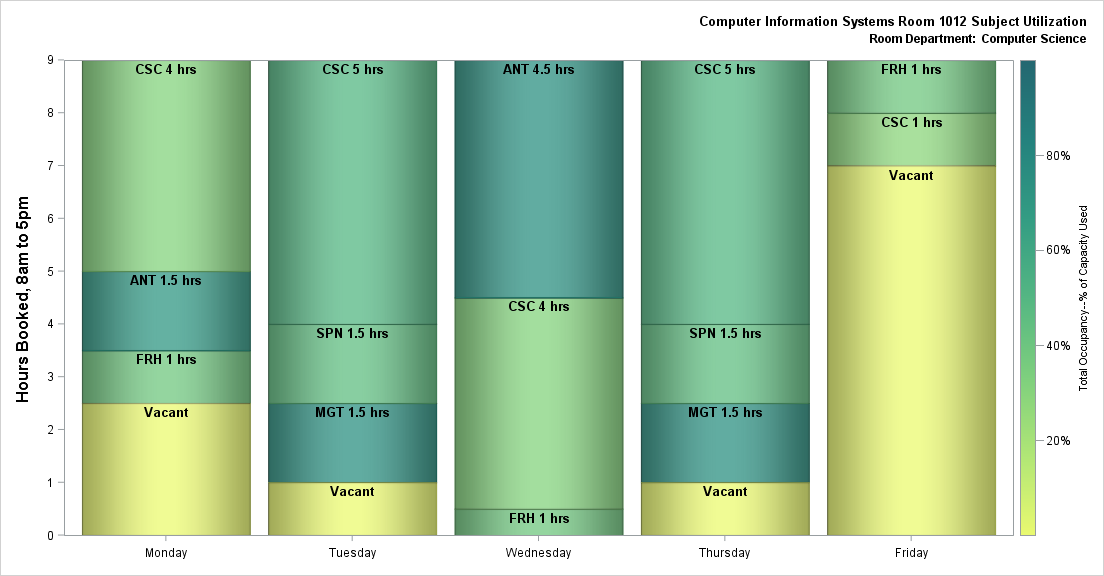 Computer Information Systems Room 1012 Subject Utilization
Room Department: Computer Science
Hours Booked, 8am to 5pm
9
8
7
6
5
4
3
2
1
0
CSC 4 hrs
ANT 1.5 hrs
FRH 1 hrs
Vacant
Monday
CSC 5 hrs
SPN 1.5 hrs
MGT 1.5 hrs
Vacant
Tuesday
ANT 4.5 hrs
CSC 4 hrs
FRH 1 hrs
Wednesday
CSC 5 hrs
SPN 1.5 hrs
MGT 1.5 hrs
Vacant
Thursday
FRH 1 hrs
CSC 1 hrs
Vacant
Friday
80%
60%
40%
20%
Total Occupancy--% of Capacity Used